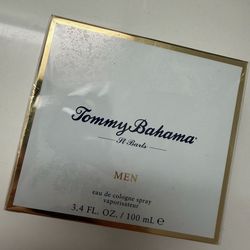 Tommy Bahama®
St Barts
MEN
eau de cologne spray
vaporisateur
3.4 FL. OZ. / 100 mL e